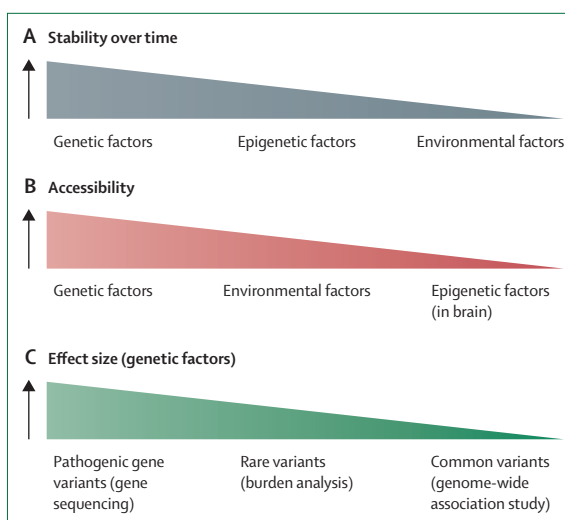 A Stability over time
Genetic factors Epigenetic factors Environmental factors
B Accessibility
Genetic factors Environmental factors Epigenetic factors
(in brain)
C Effect size (genetic factors)
Pathogenic gene Rare variants Common variants
variants (gene (burden analysis) (genome-wide
sequencing) association study)